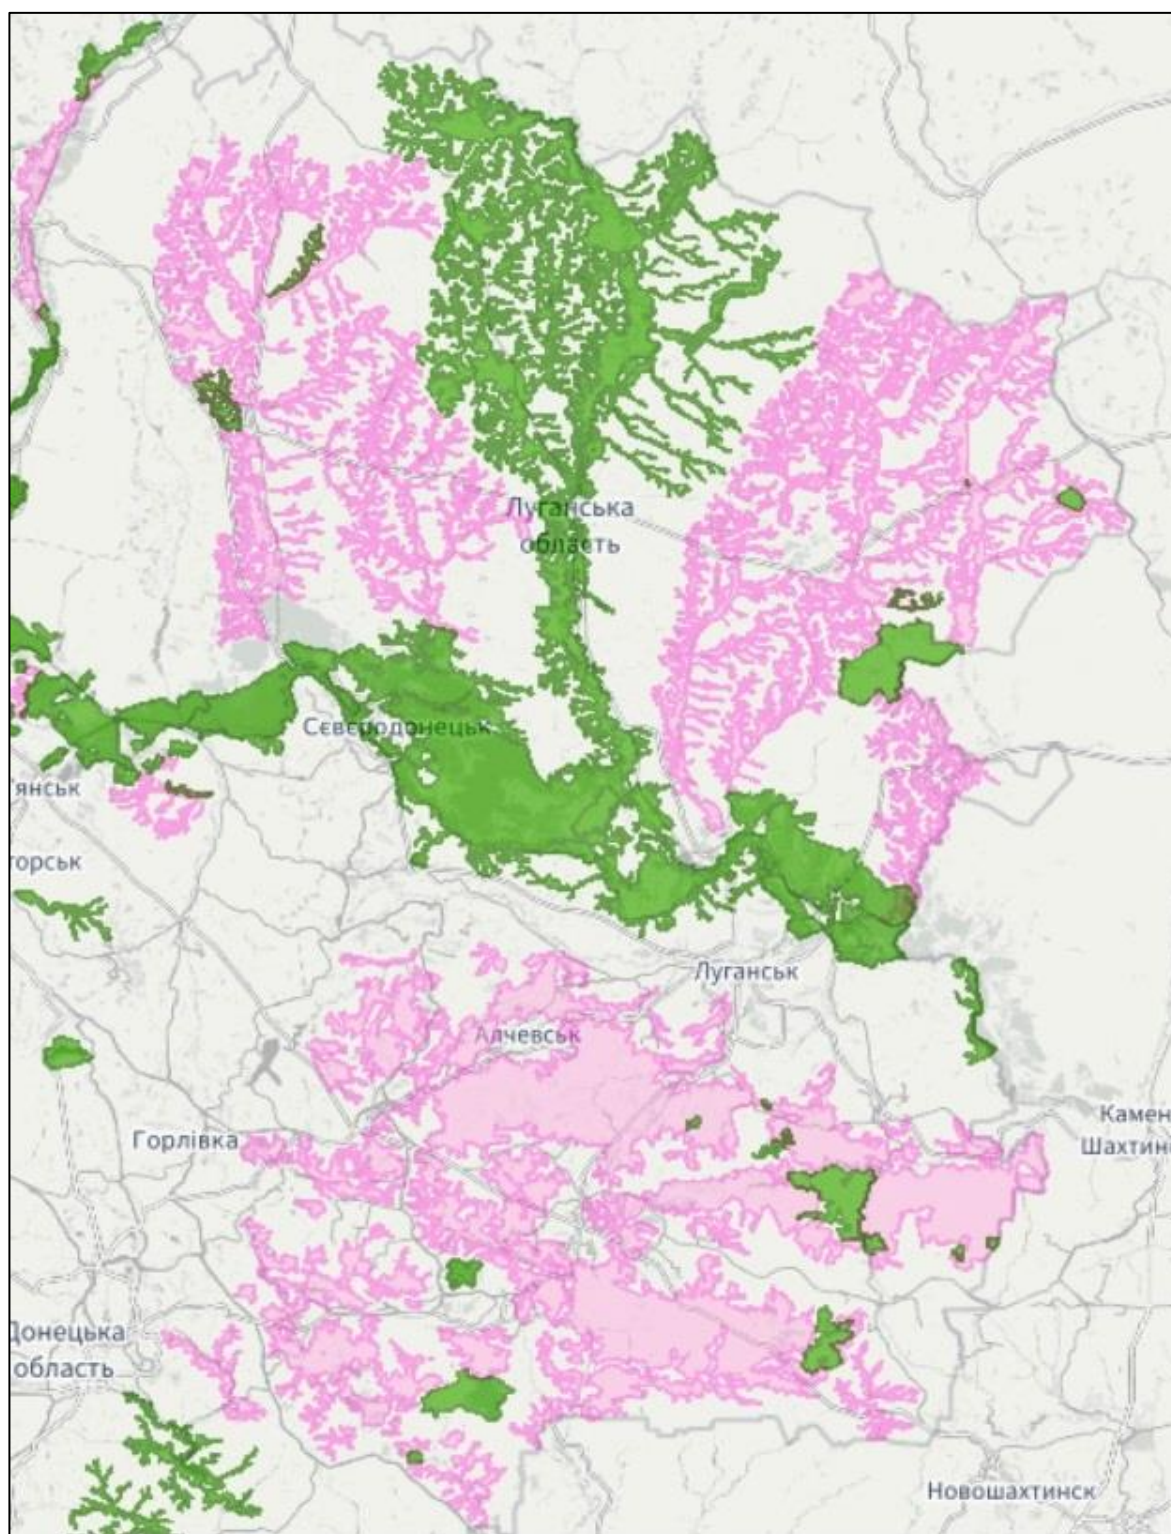 Луганська
область
Сєвєродонецьк
янськ
горськ
Луганськ
Алчевськ
Камен
Шахтин
Горлівка
Донецька
область
Новошахтинск